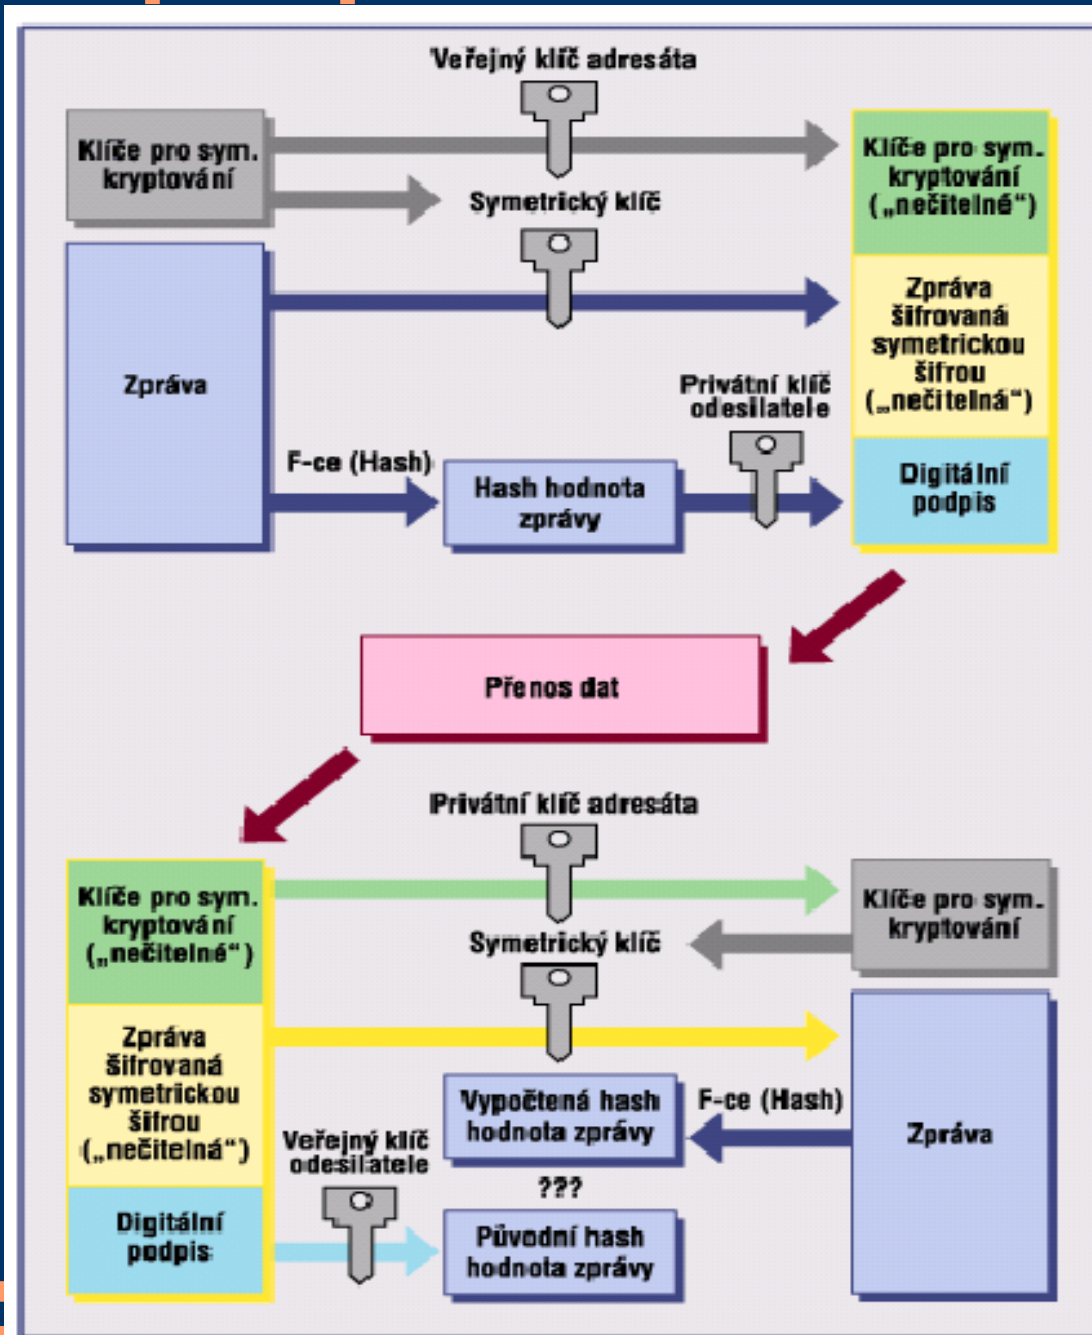 Veřejný klíč adresáta
Klíče pro sym.
kryptování
Klíče pro sym.
kryptování
(„nečitelné“)
Symetrický klíč
Zpráva
Zpráva
šifrovaná
symetrickou
šifrou
(„nečitelná“)
Privátní klíč
odesilatele
F-ce (Hash)
Hash hodnota
zprávy
Digitální
podpis
Přenos dat
Privátní klíč adresáta
Klíče pro sym.
kryptování
(„nečitelné“)
Klíče pro sym.
kryptování
Symetrický klíč
Zpráva
šifrovaná
symetrickou
šifrou
(„nečitelná“)
Vypočtená hash
hodnota zprávy
F-ce (Hash)
Zpráva
Veřejný klíč
odesilatele
???
Digitální
podpis
Původní hash
hodnota zprávy